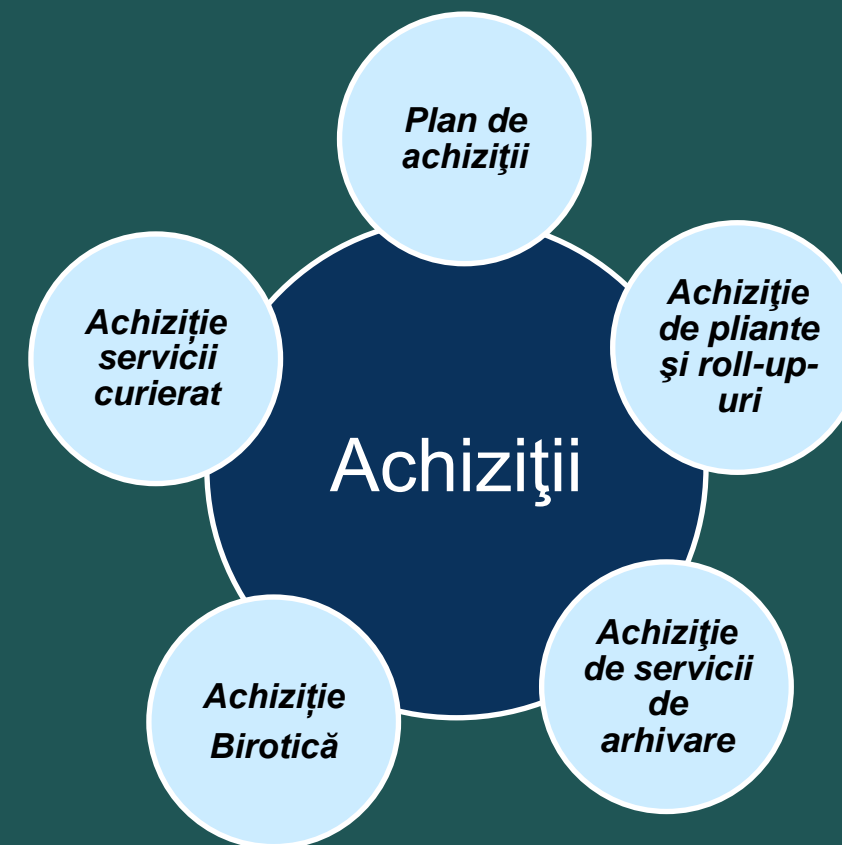 Plan de
achiziţii
Achiziţie
de pliante
şi roll-up-
uri
Achiziție
servicii
curierat
Achiziţii
Achiziţie
de servicii
de
arhivare
Achiziție
Birotică